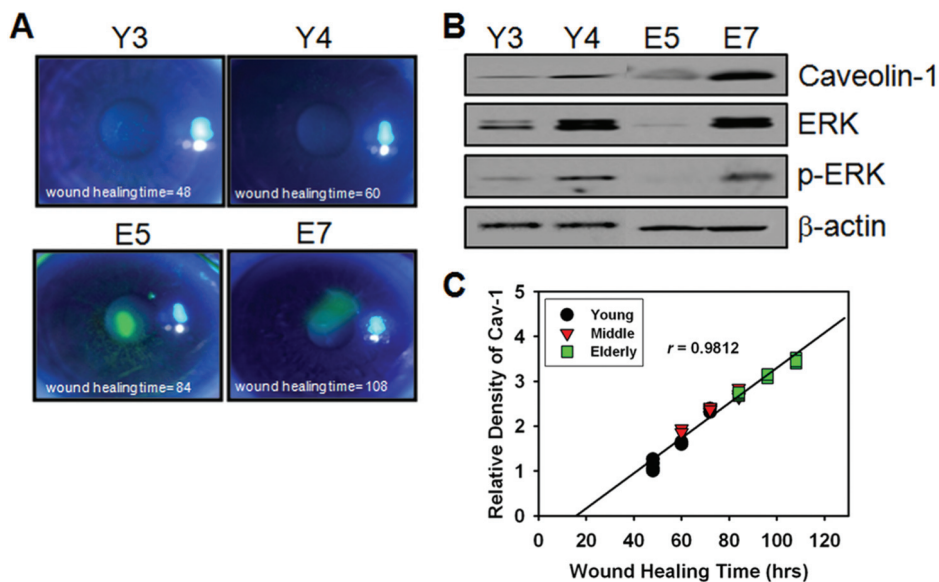 A
Y3 Y4
wound healing time= 48
wound healing time= 60
E5 E7
wound healing time= 84
wound healing time= 108
B
Y3 Y4 E5 E7
Caveolin-1
ERK
p-ERK
β-actin
C
Relative Density of Cav-1
5
4
3
2
1
0
Young
Middle
Elderly
r = 0.9812
0 20 40 60 80 100 120
Wound Healing Time (hrs)